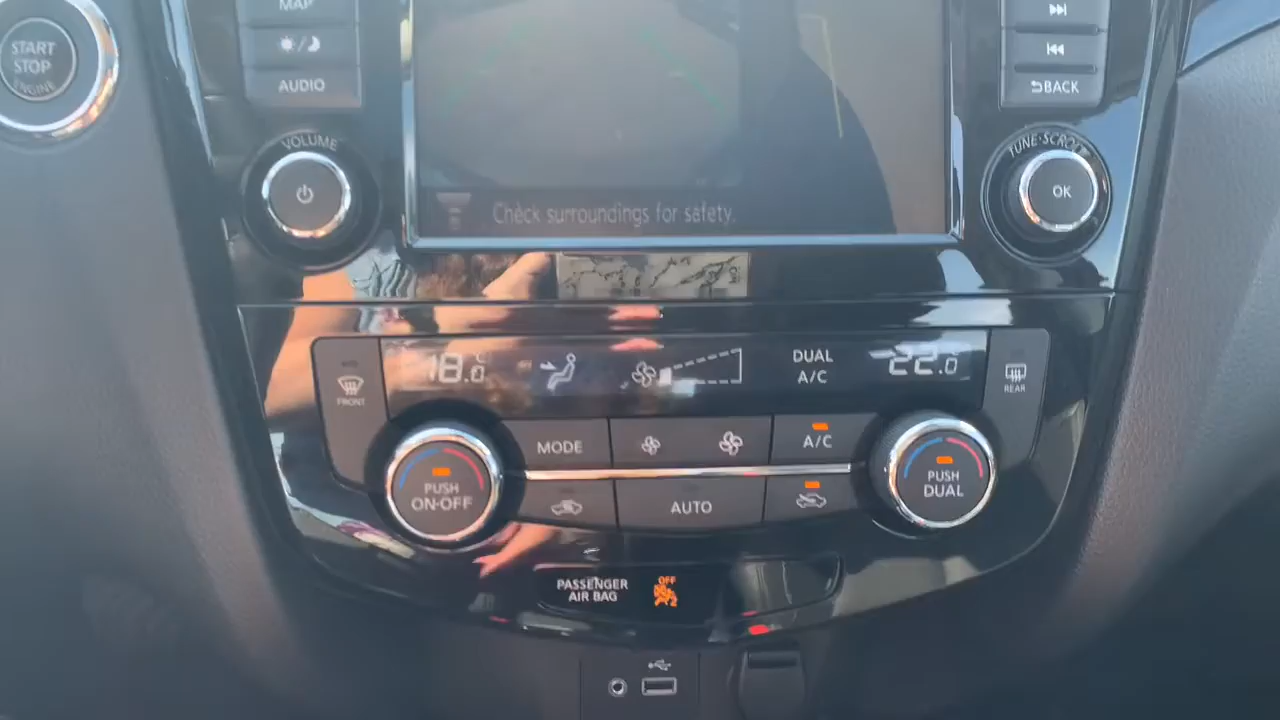 MAP
START
STOP
ENGINE
AUDIO
BACK
VOLUME
TUNE·SCROLL
OK
Check surroundings for safety.
18.0
°C
DUAL
A/C
22.0
°C
FRONT
REAR
MODE
A/C
PUSH
ON·OFF
PUSH
DUAL
AUTO
PASSENGER
AIR BAG
OFF
2